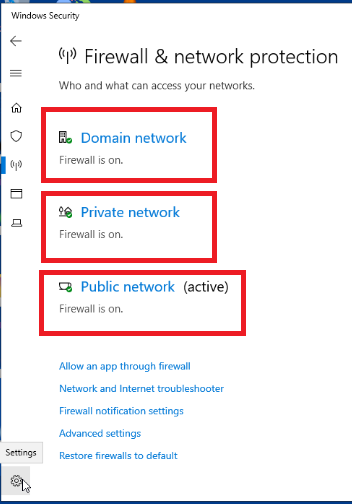 Windows Security
Firewall & network protection
Who and what can access your networks.
Domain network
Firewall is on.
Private network
Firewall is on.
Public network (active)
Firewall is on.
Allow an app through firewall
Network and Internet troubleshooter
Firewall notification settings
Advanced settings
Restore firewalls to default
Settings